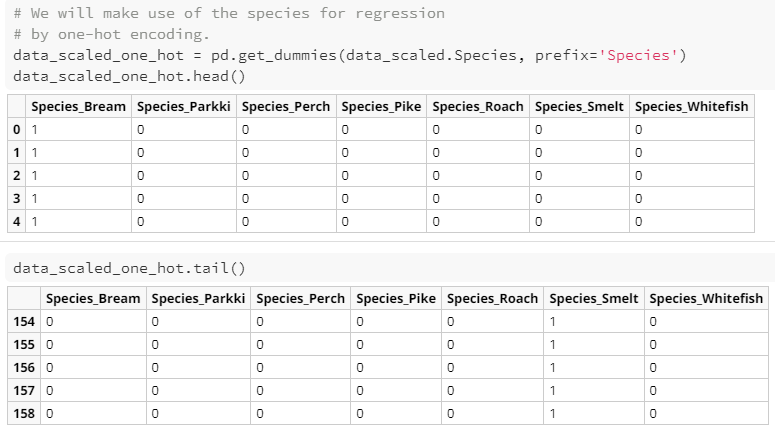 # We will make use of the species for regression
# by one-hot encoding.
data_scaled_one_hot = pd.get_dummies(data_scaled.Species, prefix='Species')
data_scaled_one_hot.head()
Species_Bream Species_Parkki Species_Perch Species_Pike Species_Roach Species_Smelt Species_Whitefish
0 1 0 0 0 0 0 0
1 1 0 0 0 0 0 0
2 1 0 0 0 0 0 0
3 1 0 0 0 0 0 0
4 1 0 0 0 0 0 0
data_scaled_one_hot.tail()
Species_Bream Species_Parkki Species_Perch Species_Pike Species_Roach Species_Smelt Species_Whitefish
154 0 0 0 0 0 1 0
155 0 0 0 0 0 1 0
156 0 0 0 0 0 1 0
157 0 0 0 0 0 1 0
158 0 0 0 0 0 1 0